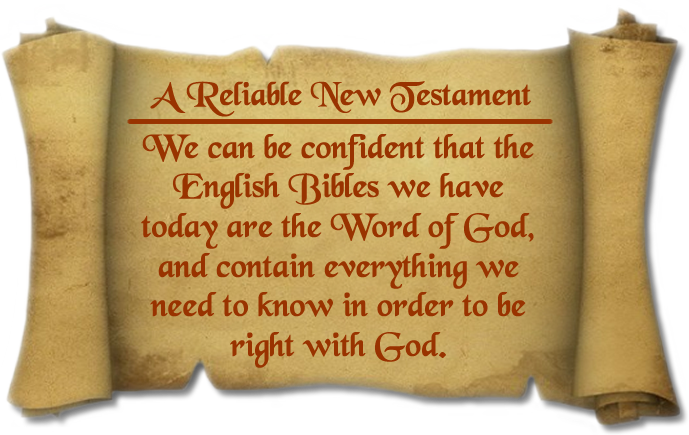 A Reliable New Testament
We can be confident that the
English Bibles we have
today are the Word of God,
and contain everything we
need to know in order to be
right with God.